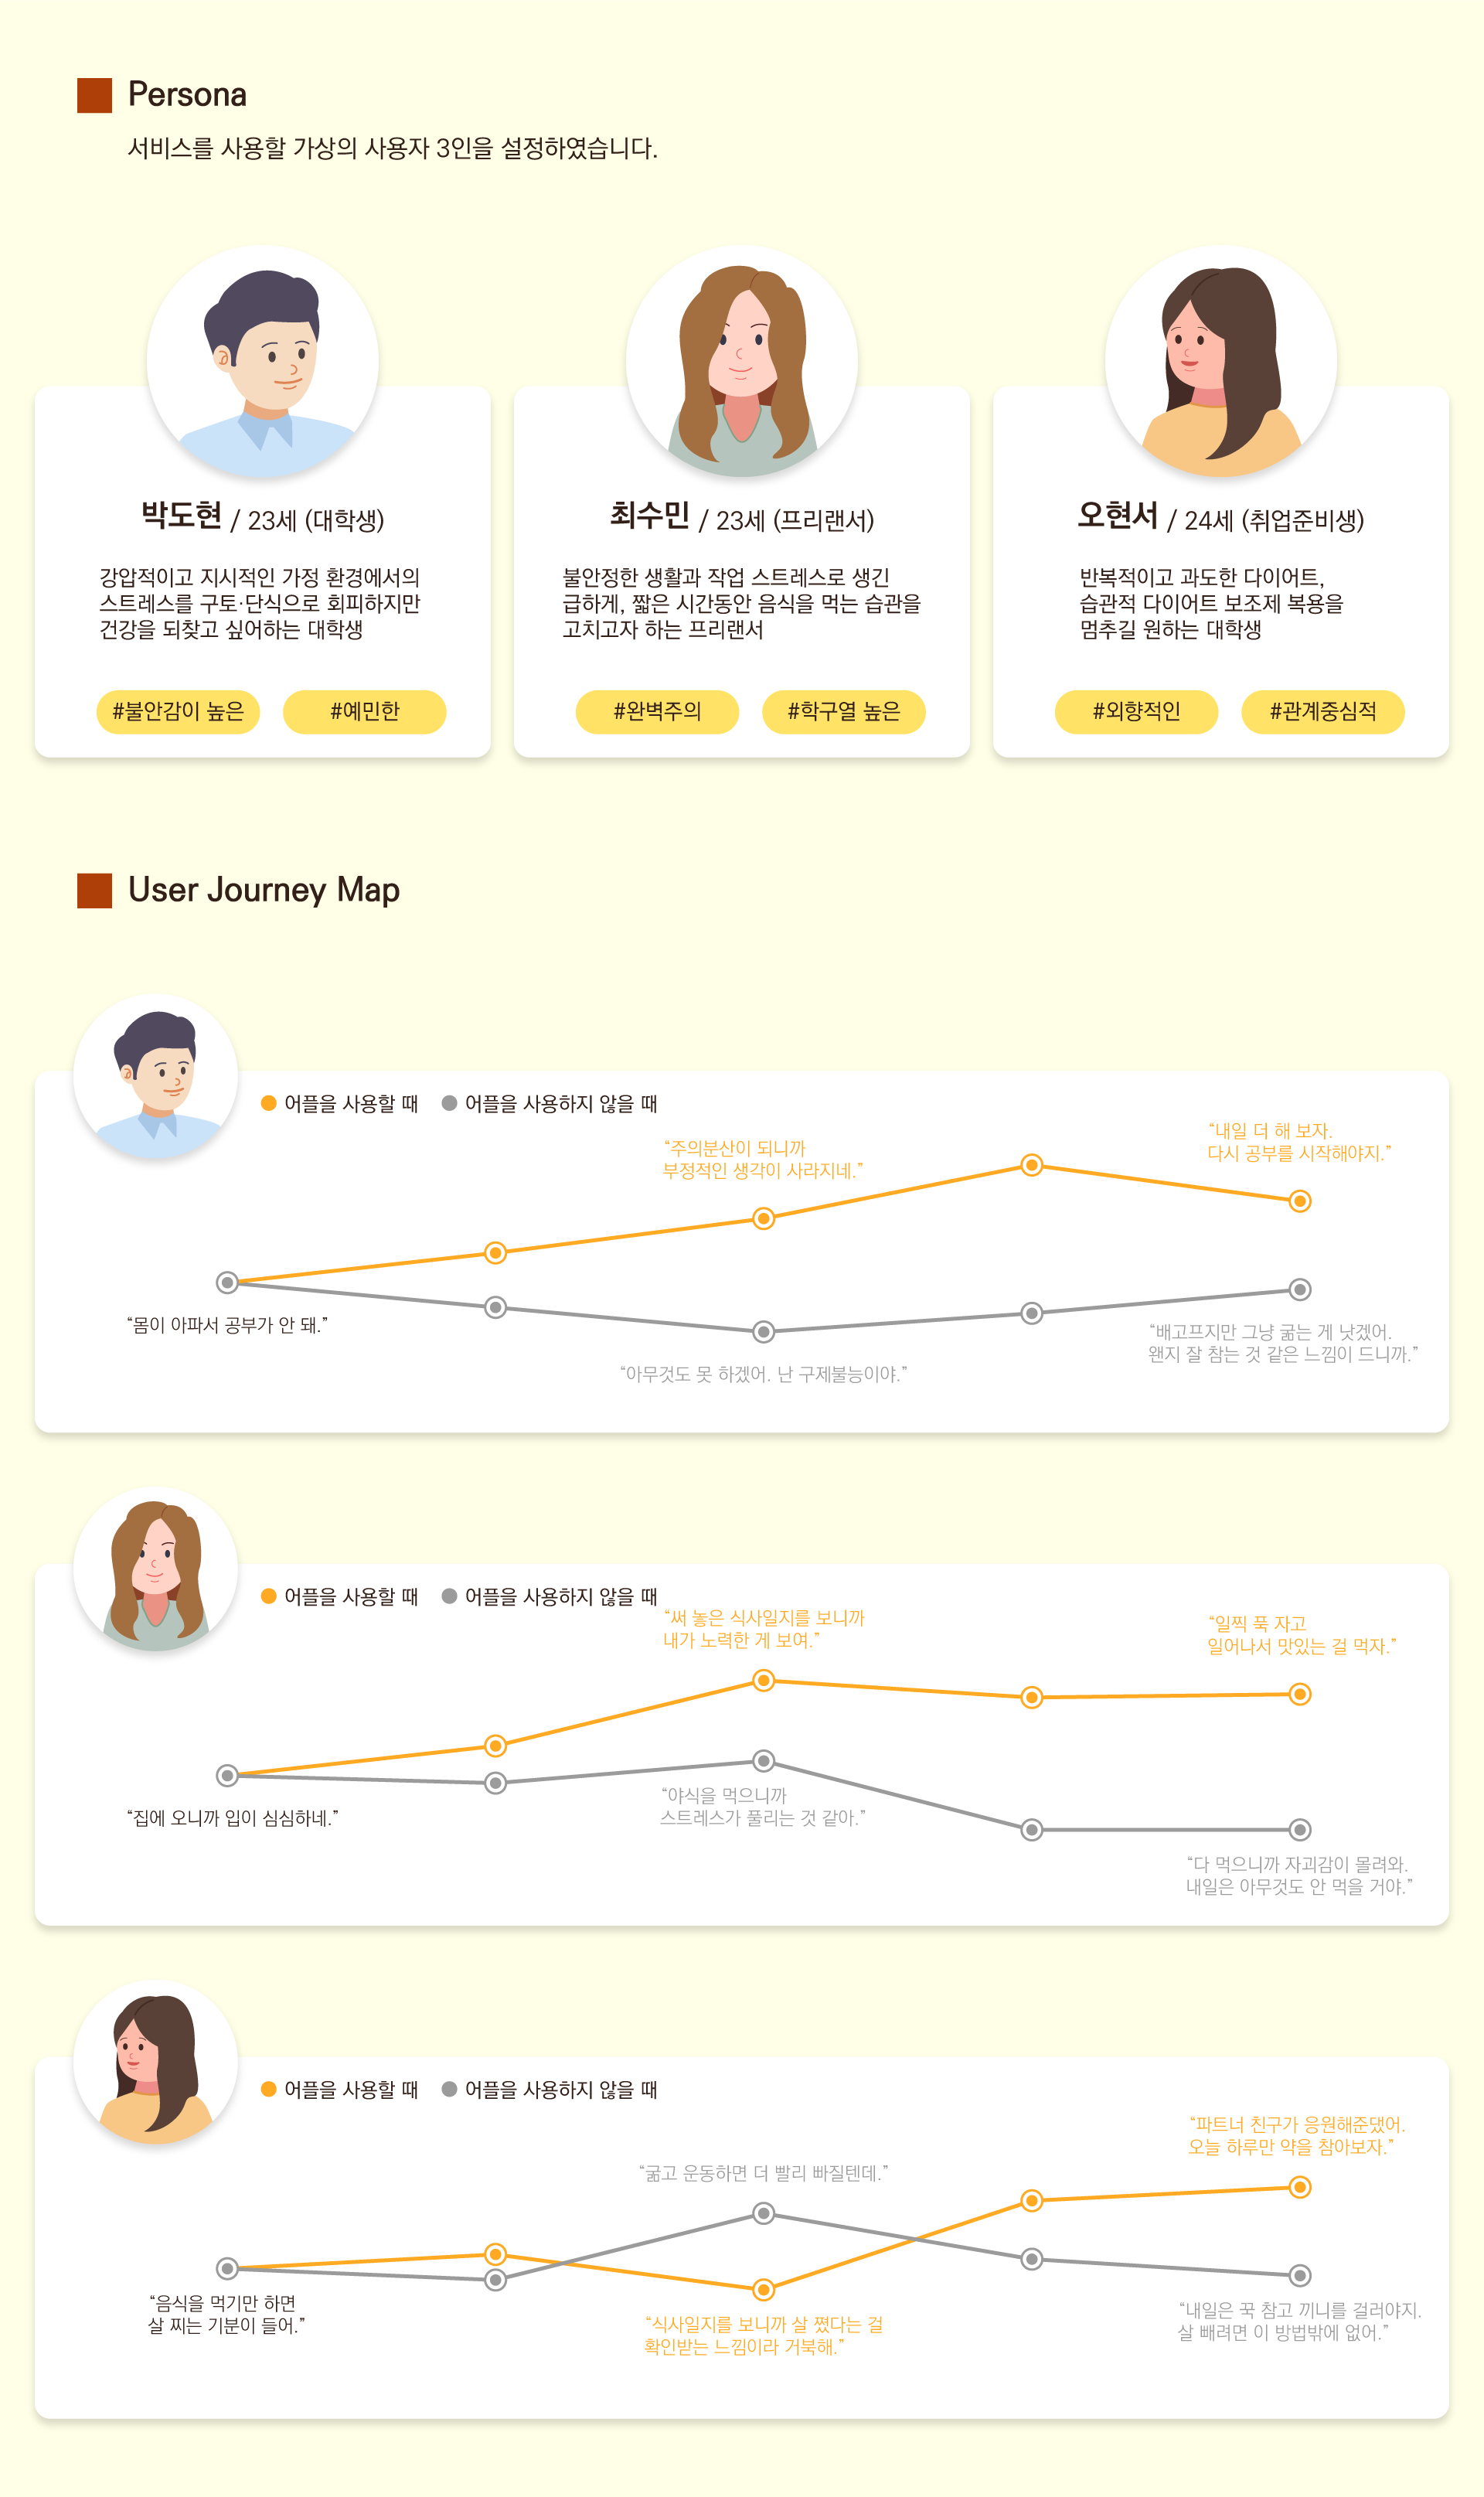 Persona
서비스를 사용할 가상의 사용자 3인을 설정하였습니다.
박도현 / 23세 (대학생)
강압적이고 지시적인 가정 환경에서의
스트레스를 구토·단식으로 회피하지만
건강을 되찾고 싶어하는 대학생
#불안감이 높은
#예민한
최수민 / 23세 (프리랜서)
불안정한 생활과 작업 스트레스로 생긴
급하게, 짧은 시간동안 음식을 먹는 습관을
고치고자 하는 프리랜서
#완벽주의
#학구열 높은
오현서 / 24세 (취업준비생)
반복적이고 과도한 다이어트,
습관적 다이어트 보조제 복용을
멈추길 원하는 대학생
#외향적인
#관계중심적
User Journey Map
어플을 사용할 때
어플을 사용하지 않을 때
“주의분산이 되니까
부정적인 생각이 사라지네.”
“내일 더 해 보자.
다시 공부를 시작해야지.”
“몸이 아파서 공부가 안 돼.”
“아무것도 못 하겠어. 난 구제불능이야.”
“배고프지만 그냥 굶는 게 낫겠어.
왠지 잘 참는 것 같은 느낌이 드니까.”
어플을 사용할 때
어플을 사용하지 않을 때
“써 놓은 식사일지를 보니까
내가 노력한 게 보여.”
“일찍 푹 자고
일어나서 맛있는 걸 먹자.”
“집에 오니까 입이 심심하네.”
“야식을 먹으니까
스트레스가 풀리는 것 같아.”
“다 먹으니까 자괴감이 몰려와.
내일은 아무것도 안 먹을 거야.”
어플을 사용할 때
어플을 사용하지 않을 때
“굶고 운동하면 더 빨리 빠질텐데.”
“파트너 친구가 응원해준댔어.
오늘 하루만 약을 참아보자.”
“음식을 먹기만 하면
살 찌는 기분이 들어.”
“식사일지를 보니까 살 쪘다는 걸
확인받는 느낌이라 거북해.”
“내일은 꾹 참고 끼니를 걸러야지.
살 빼려면 이 방법밖에 없어.”